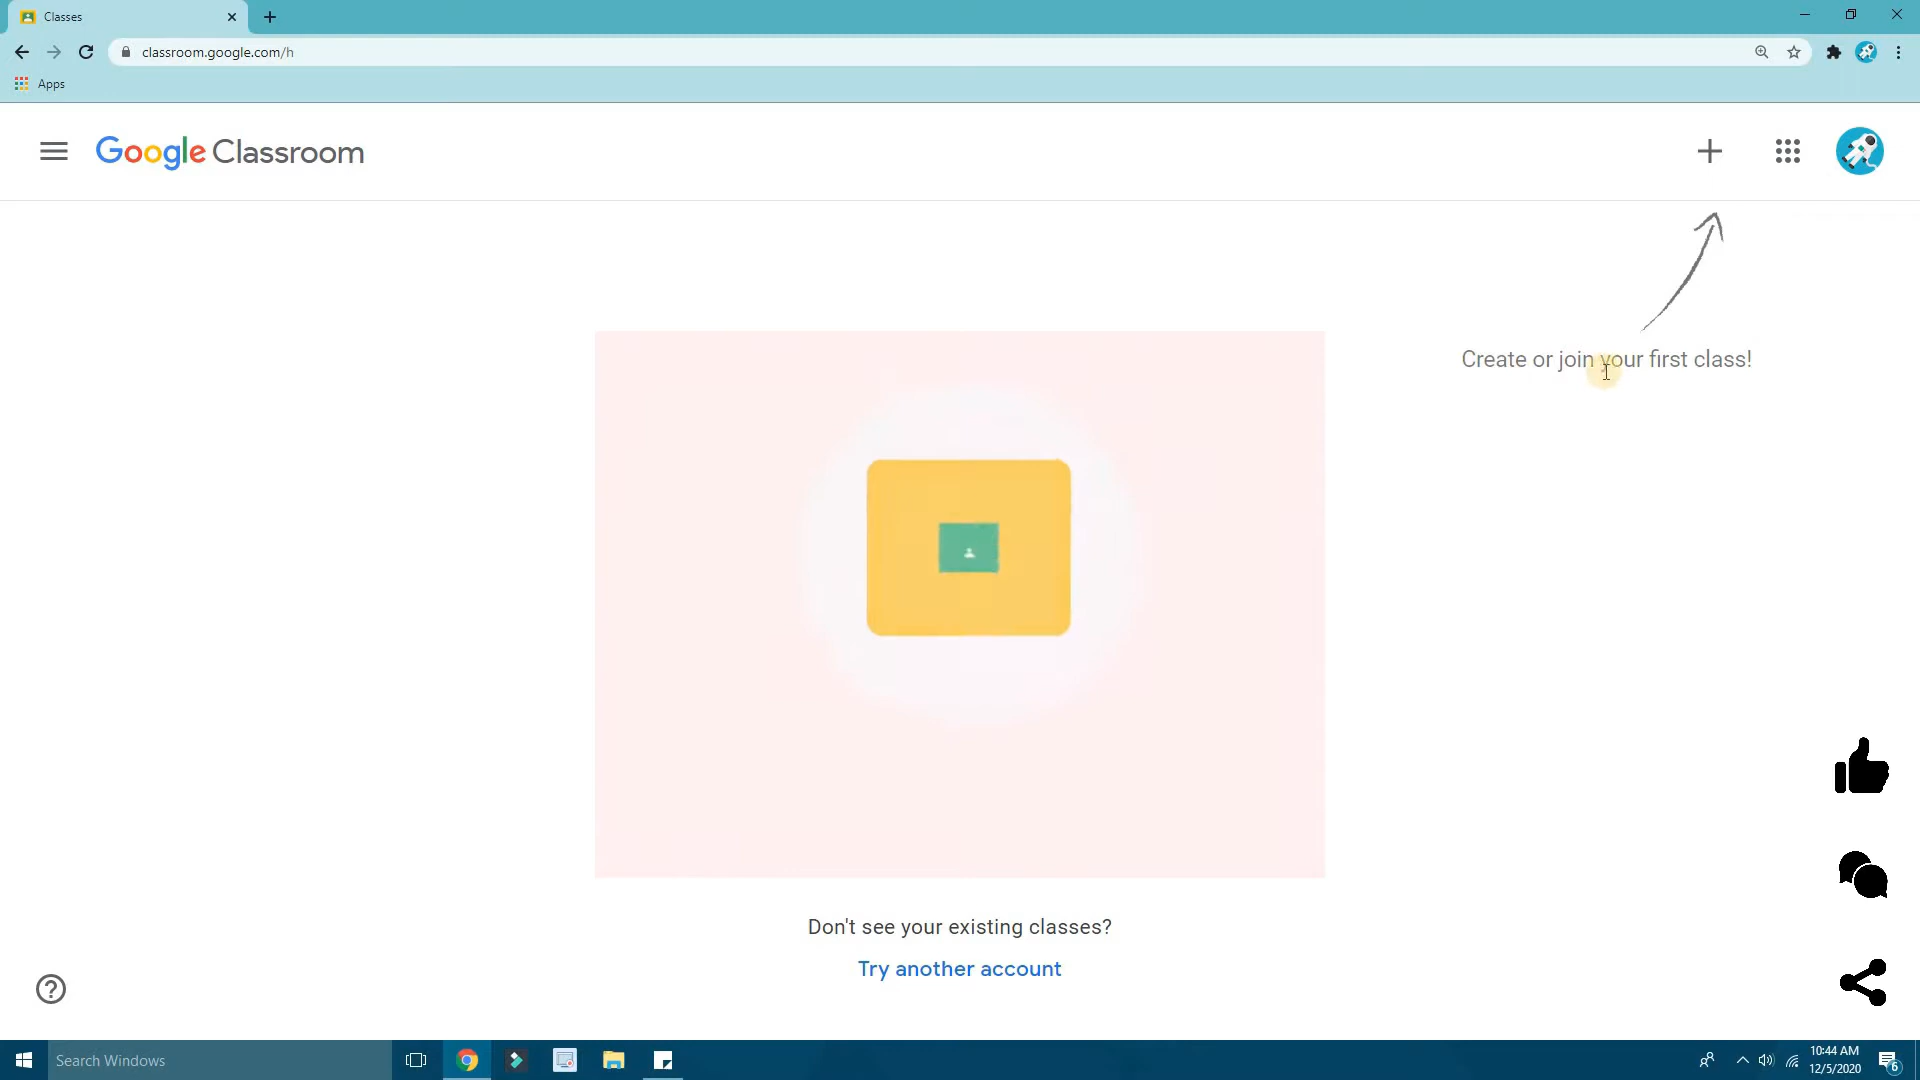 Classes
classroom.google.com/h
Apps
Google Classroom
Create or join your first class!
Don't see your existing classes?
Try another account
Search Windows
10:44 AM
12/5/2020
6